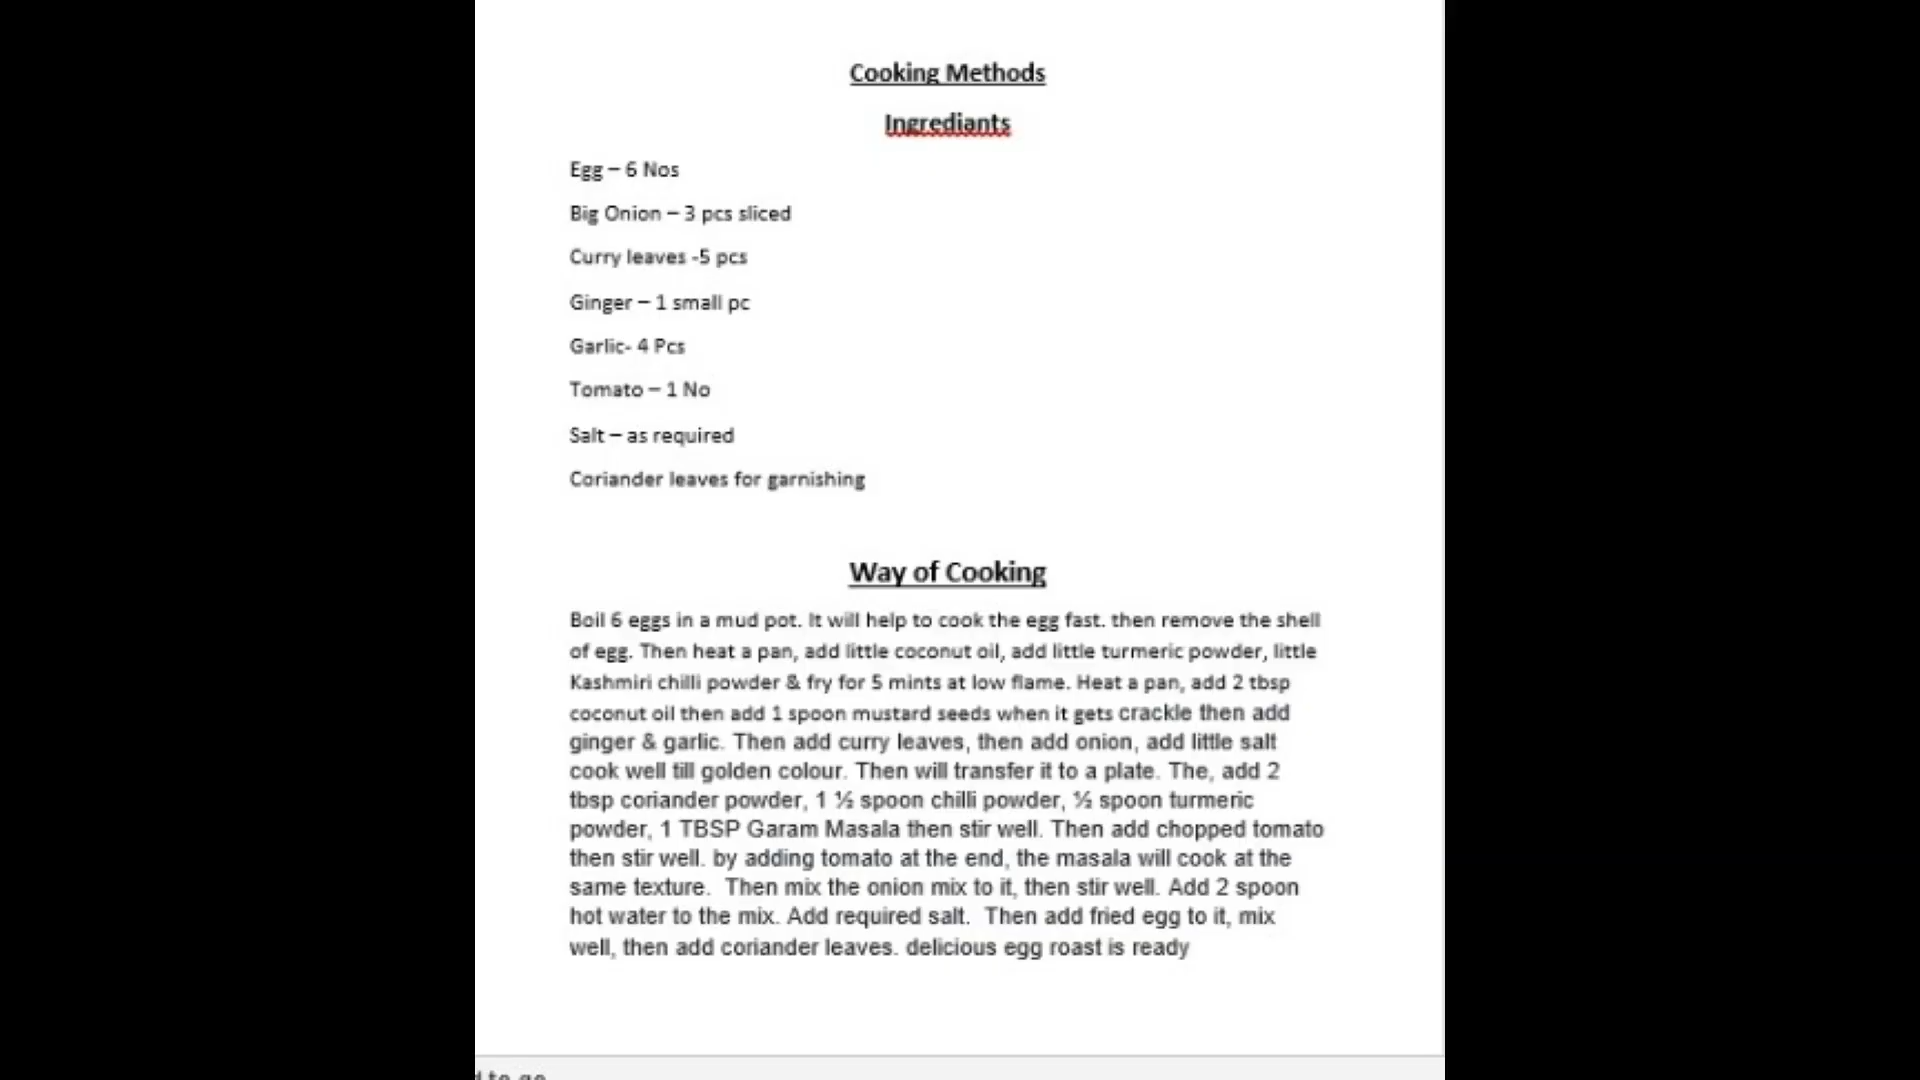 Cooking Methods
Ingrediants
Egg – 6 Nos
Big Onion – 3 pcs sliced
Curry leaves -5 pcs
Ginger – 1 small pc
Garlic- 4 Pcs
Tomato – 1 No
Salt – as required
Coriander leaves for garnishing
Way of Cooking
Boil 6 eggs in a mud pot. It will help to cook the egg fast. then remove the shell
of egg. Then heat a pan, add little coconut oil, add little turmeric powder, little
Kashmiri chilli powder & fry for 5 mints at low flame. Heat a pan, add 2 tbsp
coconut oil then add 1 spoon mustard seeds when it gets crackle then add
ginger & garlic. Then add curry leaves, then add onion, add little salt
cook well till golden colour. Then will transfer it to a plate. The, add 2
tbsp coriander powder, 1 ½ spoon chilli powder, ½ spoon turmeric
powder, 1 TBSP Garam Masala then stir well. Then add chopped tomato
then stir well. by adding tomato at the end, the masala will cook at the
same texture.  Then mix the onion mix to it, then stir well. Add 2 spoon
hot water to the mix. Add required salt.  Then add fried egg to it, mix
well, then add coriander leaves. delicious egg roast is ready
to go